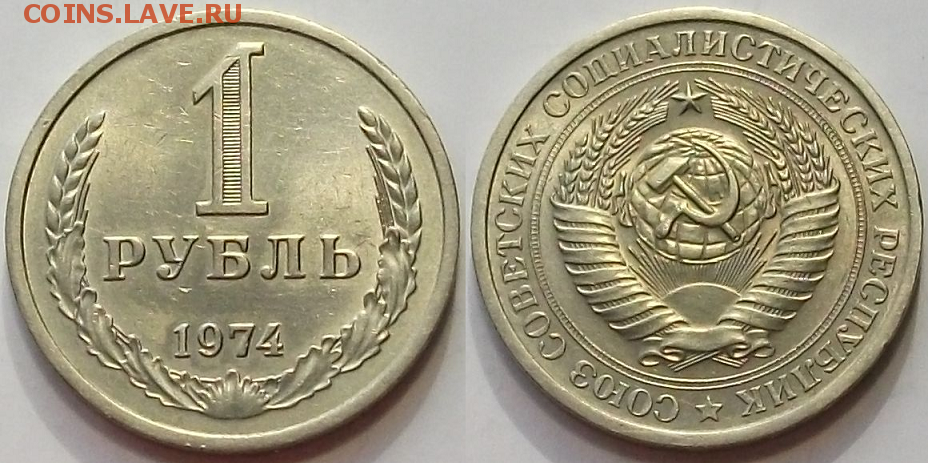 COINS.LAVE.RU
1
РУБЛЬ
1974
СОЮЗ СОВЕТСКИХ СОЦИАЛИСТИЧЕСКИХ РЕСПУБЛИК